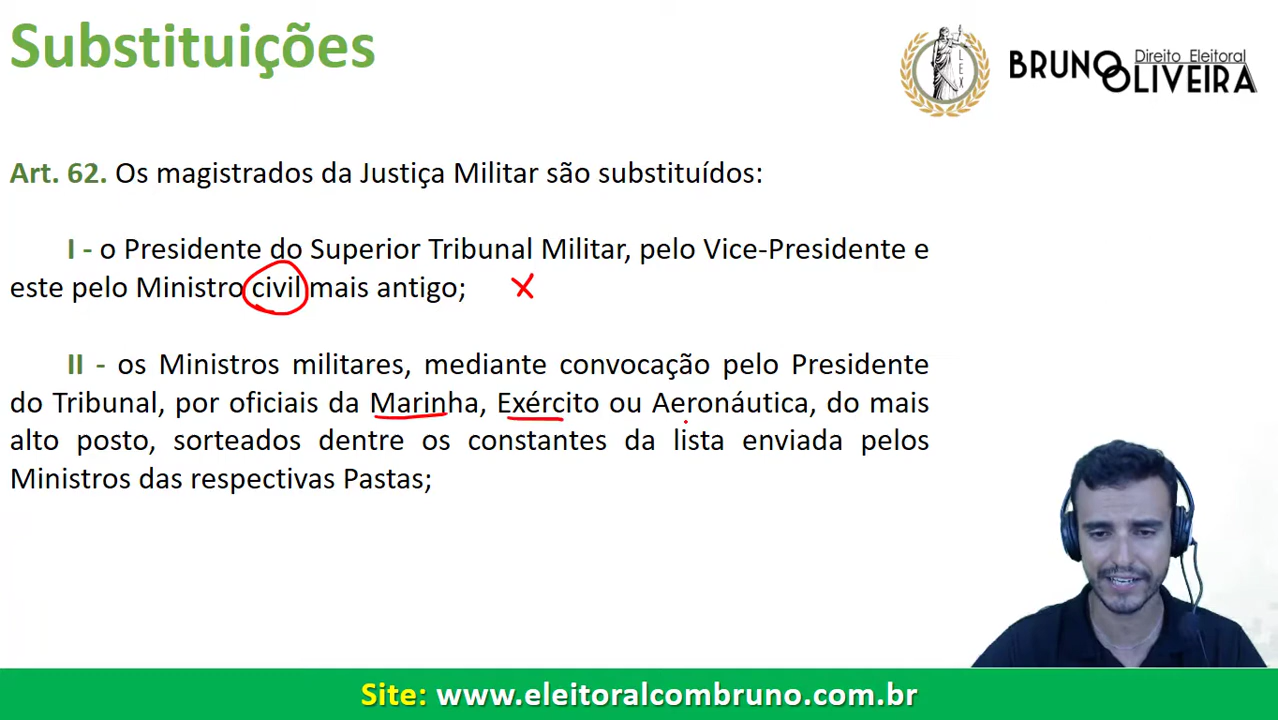 Substituições
Direito Eleitoral
BRUNO
OLIVEIRA
LEX
Art. 62. Os magistrados da Justiça Militar são substituídos:
I - o Presidente do Superior Tribunal Militar, pelo Vice-Presidente e
este pelo Ministro civil mais antigo;
II - os Ministros militares, mediante convocação pelo Presidente
do Tribunal, por oficiais da Marinha, Exército ou Aeronáutica, do mais
alto posto, sorteados dentre os constantes da lista enviada pelos
Ministros das respectivas Pastas;
Site: www.eleitoralcombruno.com.br